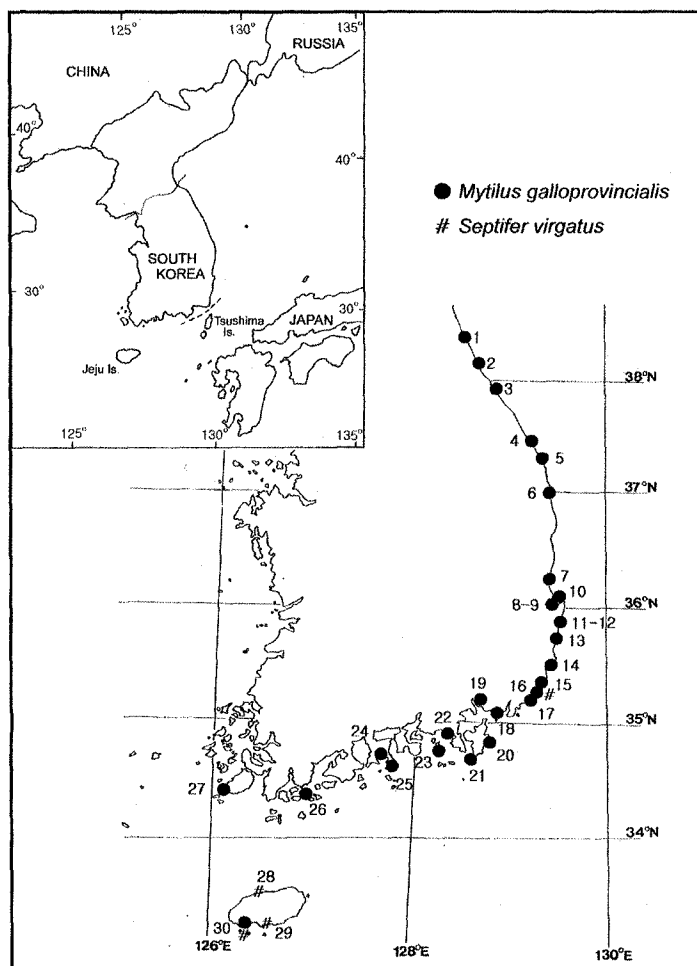 125°
130°
135°
RUSSIA
CHINA
40°
40°
SOUTH
KOREA
30°
30°
Tsushima
Is.
JAPAN
Jeju Is.
125°
130°
135°
● Mytilus galloprovincialis
# Septifer virgatus
1
2
3
38°N
4
5
6
37°N
7
10
8-9
36°N
11-12
13
14
15
16
#
17
19
18
35°N
22
24
20
23
21
25
27
26
34°N
28
#
30
#
29
#
126°E
128°E
130°E